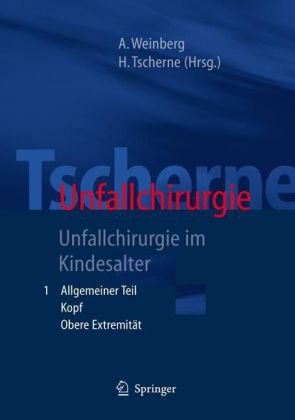 A. Weinberg
H. Tscherne (Hrsg.)
Tscherne
Unfallchirurgie
Unfallchirurgie im
Kindesalter
1 Allgemeiner Teil
Kopf
Obere Extremität
Springer